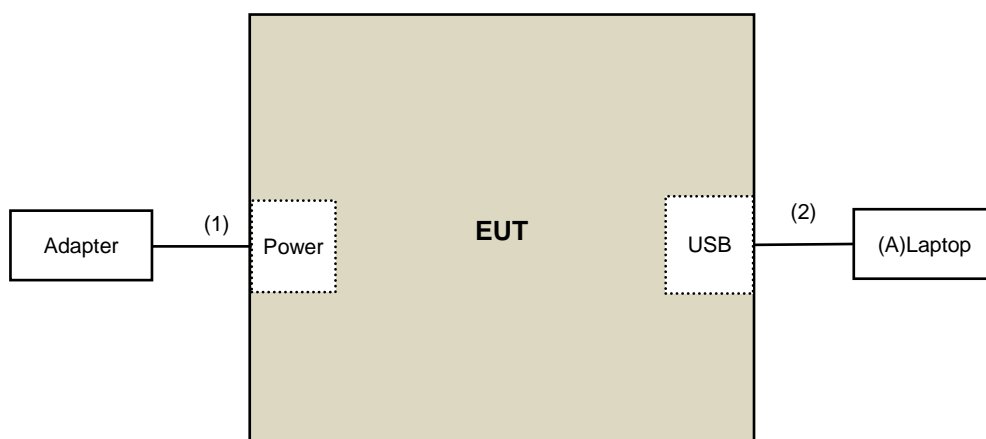 Adapter
(1)
Power
EUT
USB
(2)
(A)Laptop